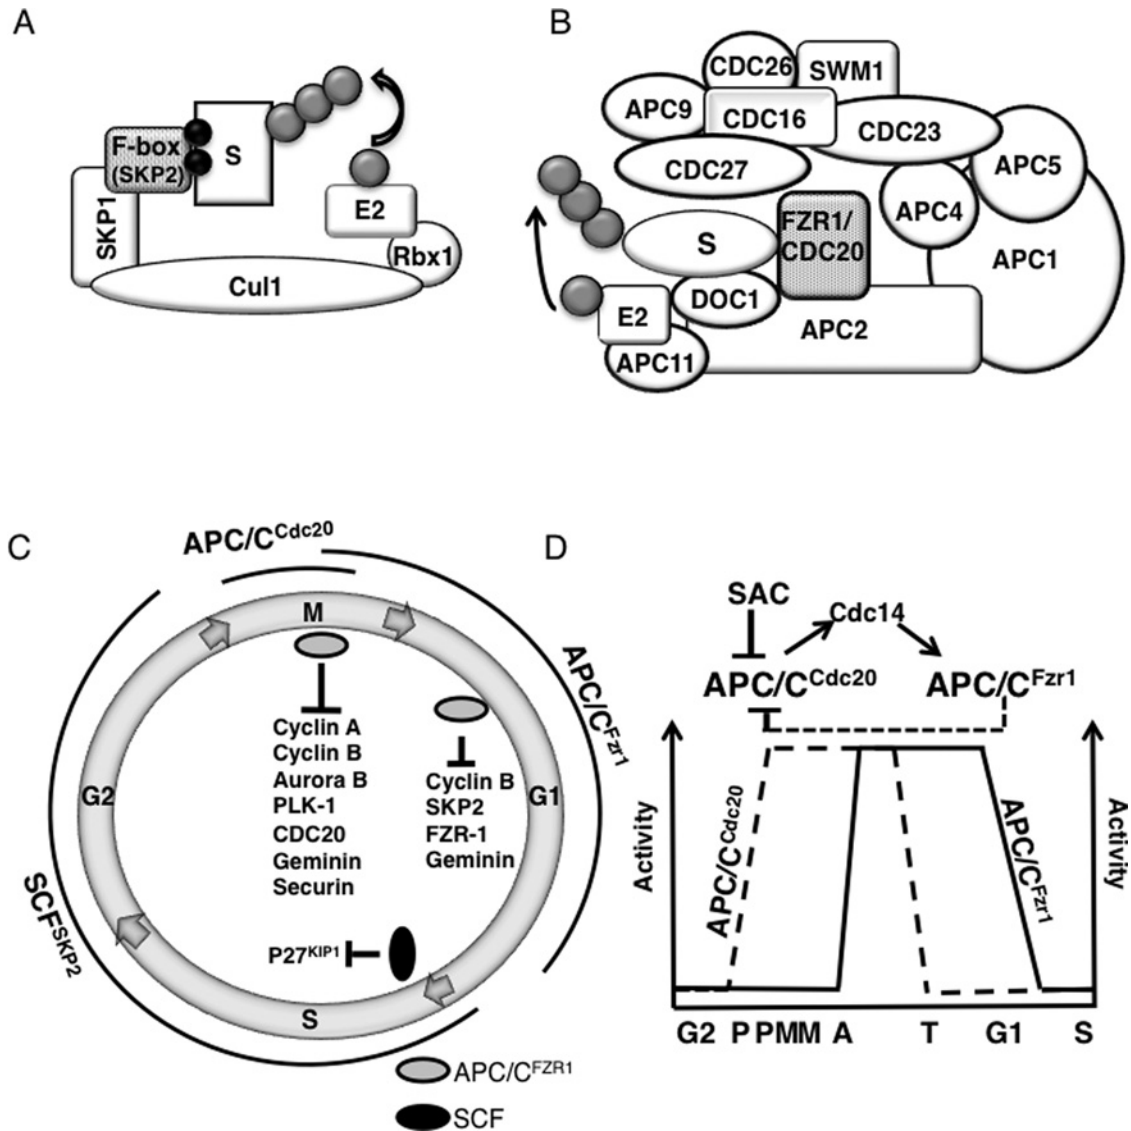 A
F-box
(SKP2)
S
SKP1
E2
Rbx1
Cul1
B
CDC26
SWM1
APC9
CDC16
CDC23
CDC27
APC5
APC4
FZR1/
CDC20
S
APC1
DOC1
E2
APC2
APC11
C
APC/C^Cdc20
M
APC/C^Fzr1
Cyclin A
Cyclin B
Aurora B
PLK-1
CDC20
Geminin
Securin
Cyclin B
SKP2
FZR-1
Geminin
G2
G1
SCF^SKP2
P27^KIP1
S
APC/C^FZR1
SCF
D
SAC
Cdc14
APC/C^Cdc20
APC/C^Fzr1
Activity
APC/C^Cdc20
APC/C^Fzr1
Activity
G2 P PMM A T G1 S